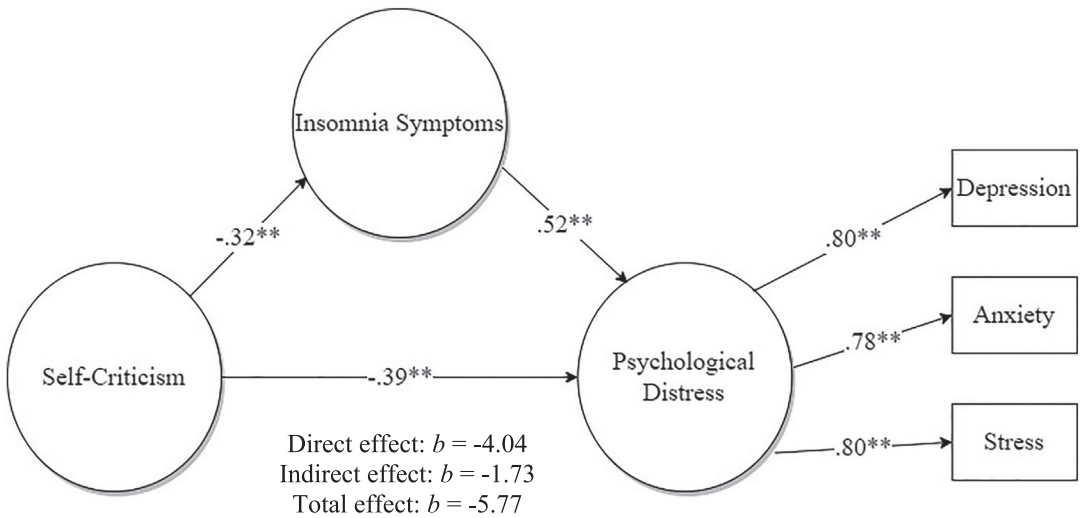 Insomnia Symptoms
Depression
-.32**
.52**
.80**
Anxiety
.78**
Self-Criticism
-.39**
Psychological
Distress
.80**
Stress
Direct effect: b = -4.04
Indirect effect: b = -1.73
Total effect: b = -5.77